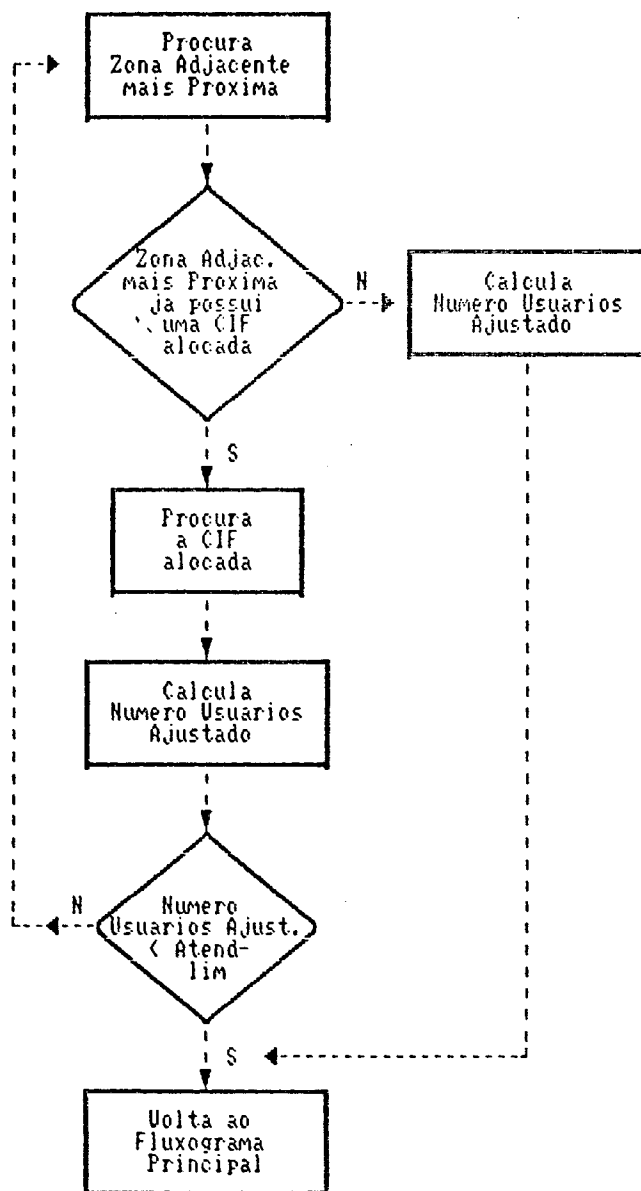 Procura
Zona Adjacente
mais Proxima
Zona Adjac.
mais Proxima
ja possui
uma CIF
alocada
N
Calcula
Numero Usuarios
Ajustado
S
Procura
a CIF
alocada
Calcula
Numero Usuarios
Ajustado
N
Numero
Usuarios Ajust.
< Atend-
lim
S
Volta ao
Fluxograma
Principal